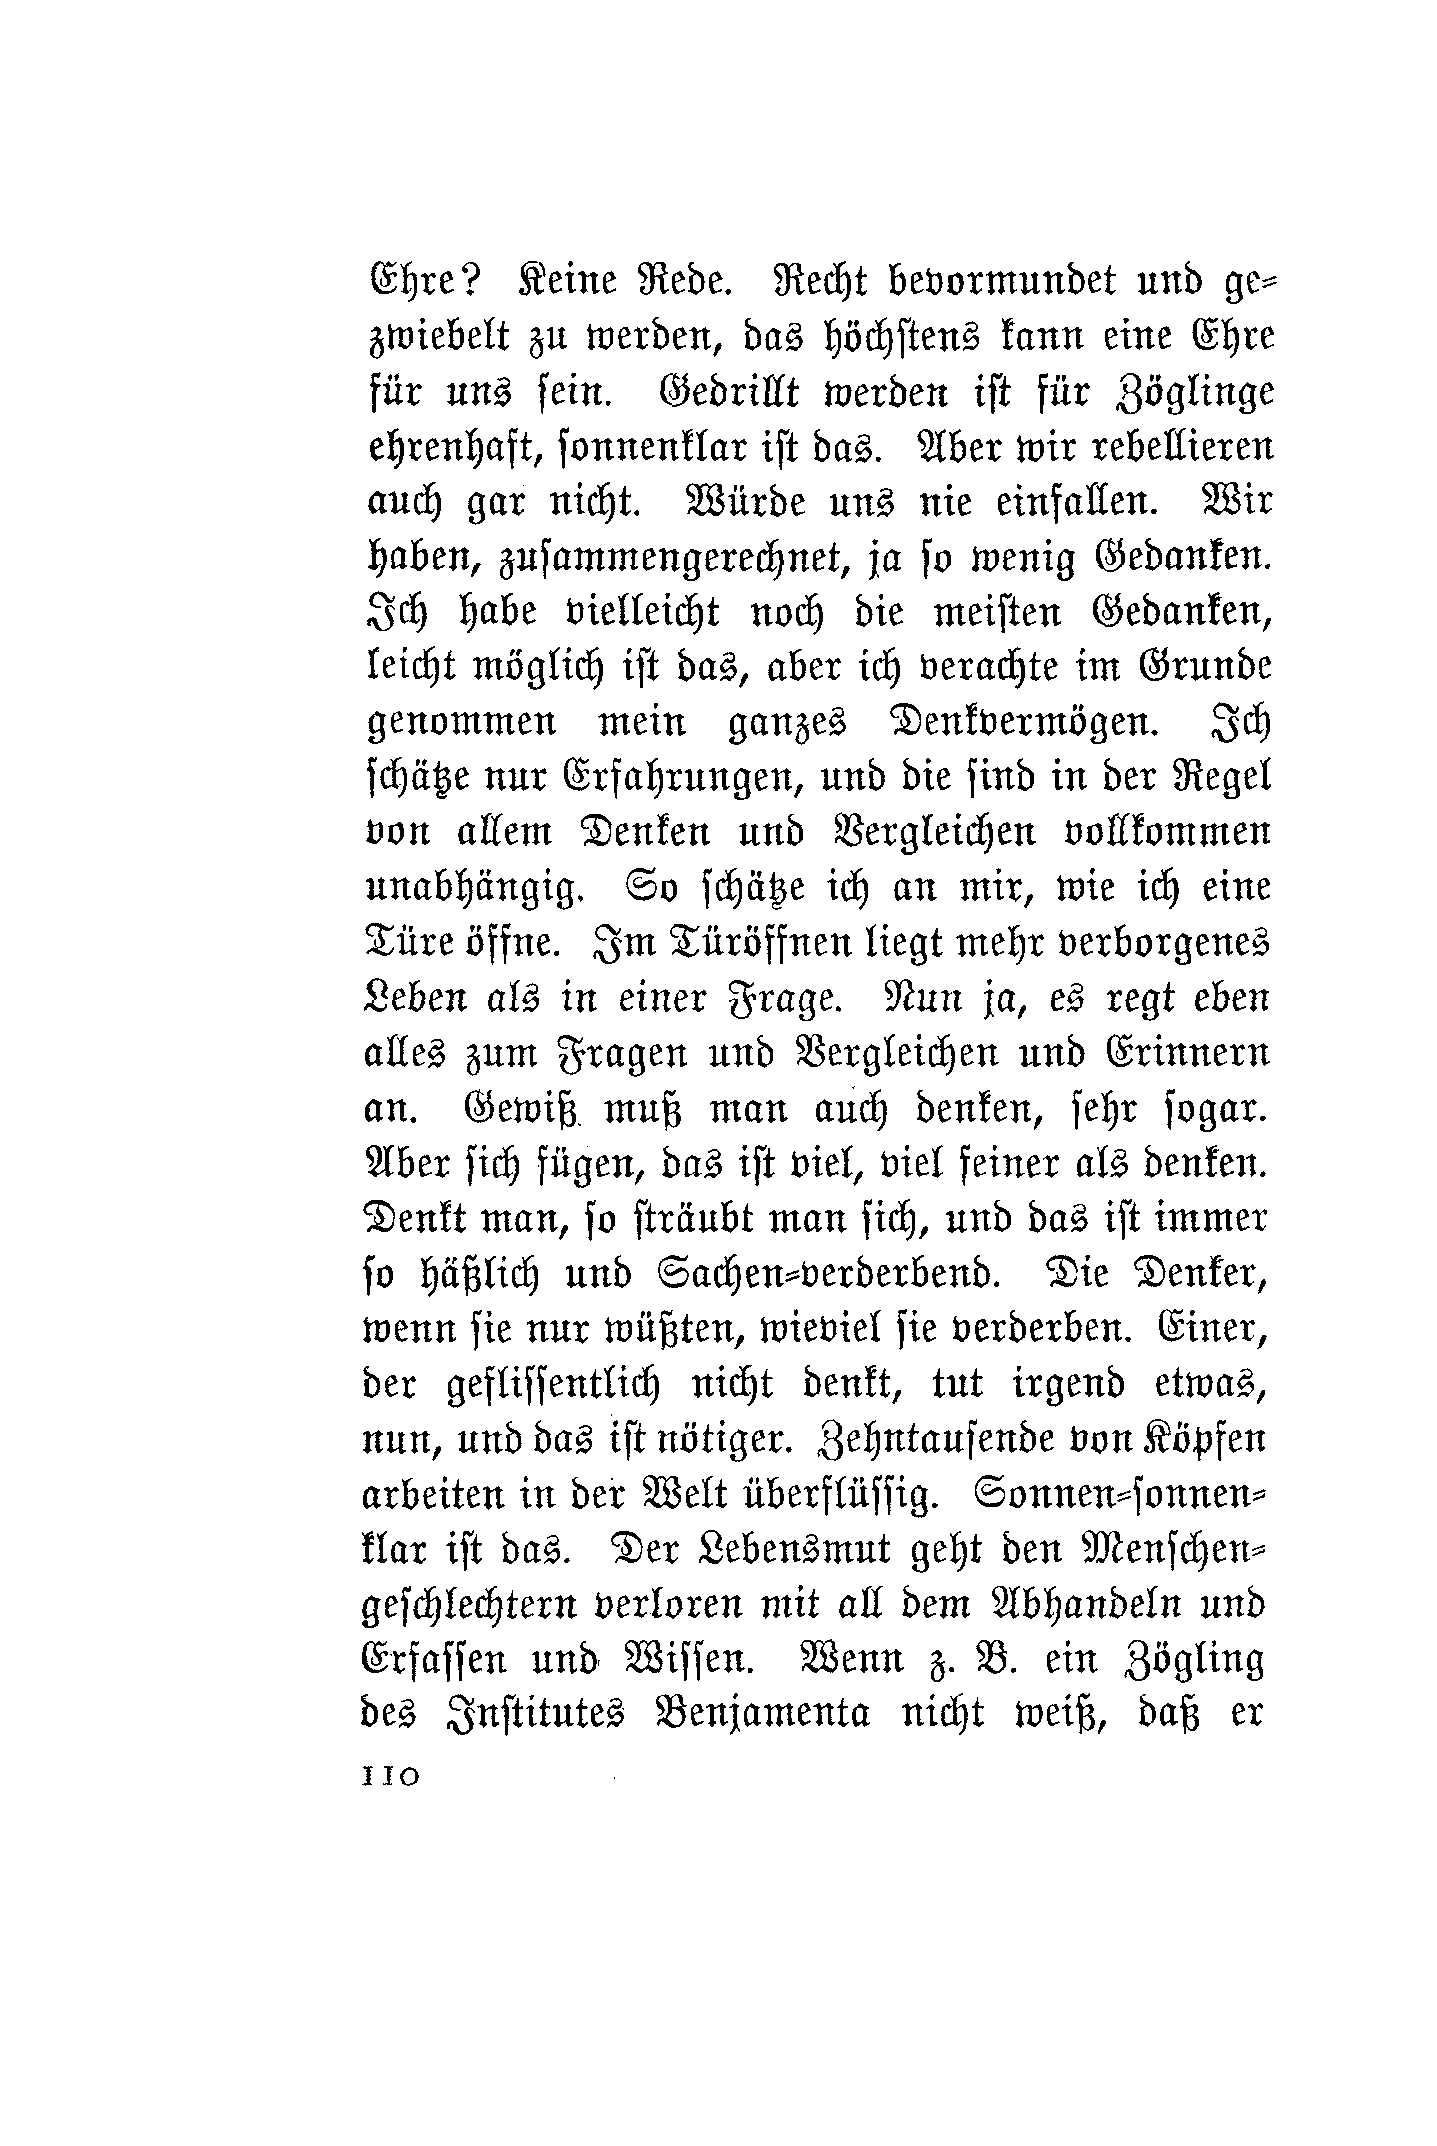 Ehre? Keine Rede. Recht bevormundet und ge⸗
zwiebelt zu werden, das höchſtens kann eine Ehre
für uns ſein. Gedrillt werden iſt für Zöglinge
ehrenhaft, ſonnenklar iſt das. Aber wir rebellieren
auch gar nicht. Würde uns nie einfallen. Wir
haben, zuſammengerechnet, ja ſo wenig Gedanken.
Ich habe vielleicht noch die meiſten Gedanken,
leicht möglich iſt das, aber ich verachte im Grunde
genommen mein ganzes Denkvermögen. Ich
ſchätze nur Erfahrungen, und die ſind in der Regel
von allem Denken und Vergleichen vollkommen
unabhängig. So ſchätze ich an mir, wie ich eine
Türe öffne. Im Türöffnen liegt mehr verborgenes
Leben als in einer Frage. Nun ja, es regt eben
alles zum Fragen und Vergleichen und Erinnern
an. Gewiß muß man auch denken, ſehr ſogar.
Aber ſich fügen, das iſt viel, viel feiner als denken.
Denkt man, ſo ſträubt man ſich, und das iſt immer
ſo häßlich und Sachen⸗verderbend. Die Denker,
wenn ſie nur wüßten, wieviel ſie verderben. Einer,
der gefliſſentlich nicht denkt, tut irgend etwas,
nun, und das iſt nötiger. Zehntauſende von Köpfen
arbeiten in der Welt überflüſſig. Sonnen⸗ſonnen⸗
klar iſt das. Der Lebensmut geht den Menſchen⸗
geſchlechtern verloren mit all dem Abhandeln und
Erfaſſen und Wiſſen. Wenn z. B. ein Zögling
des Inſtitutes Benjamenta nicht weiß, daß er
110